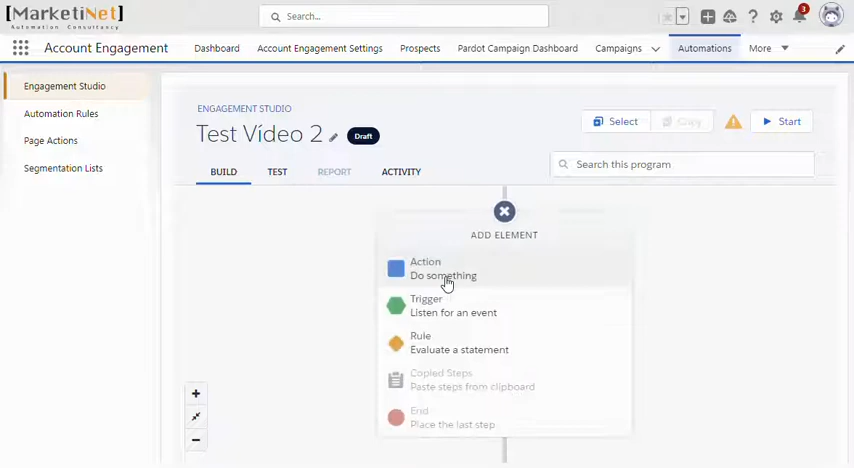 [MarketiNet]
Automation Consultancy
Search...
3
Account Engagement
Dashboard
Account Engagement Settings
Prospects
Pardot Campaign Dashboard
Campaigns
Automations
More
Engagement Studio
Automation Rules
Page Actions
Segmentation Lists
ENGAGEMENT STUDIO
Test Vídeo 2
Draft
Select
Copy
Start
BUILD
TEST
REPORT
ACTIVITY
Search this program
ADD ELEMENT
Action
Do something
Trigger
Listen for an event
Rule
Evaluate a statement
Copied Steps
Paste steps from clipboard
End
Place the last step